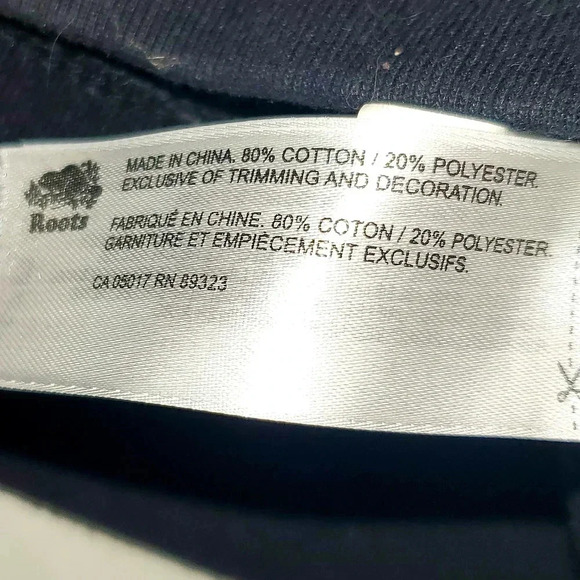 Roots
MADE IN CHINA. 80% COTTON / 20% POLYESTER.
EXCLUSIVE OF TRIMMING AND DECORATION.
FABRIQUÉ EN CHINE. 80% COTON / 20% POLYESTER.
GARNITURE ET EMPIÈCEMENT EXCLUSIFS.
CA 05017 RN 89323